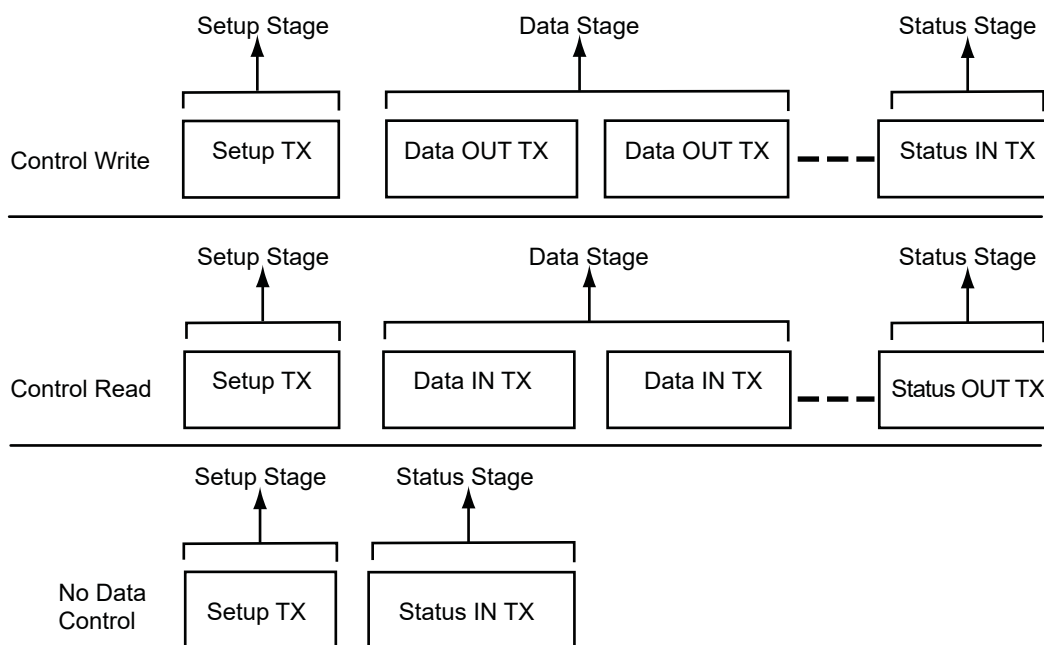 Setup Stage Data Stage Status Stage
Control Write Setup TX Data OUT TX Data OUT TX Status IN TX
Setup Stage Data Stage Status Stage
Control Read Setup TX Data IN TX Data IN TX Status OUT TX
Setup Stage Status Stage
No Data
Control Setup TX Status IN TX